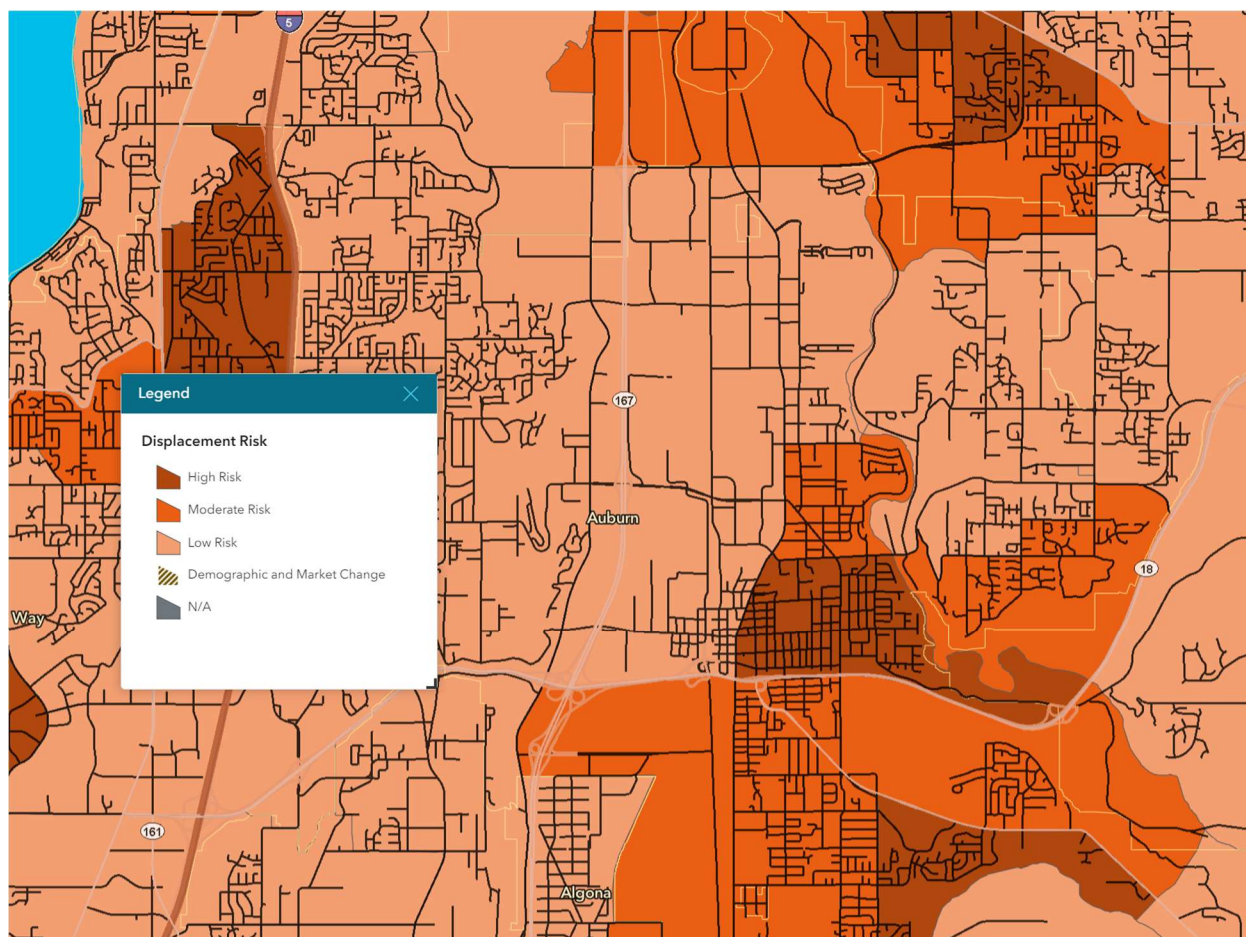 5
167
Legend
Displacement Risk
High Risk
Moderate Risk
Low Risk
Demographic and Market Change
N/A
Auburn
18
Way
161
Algona